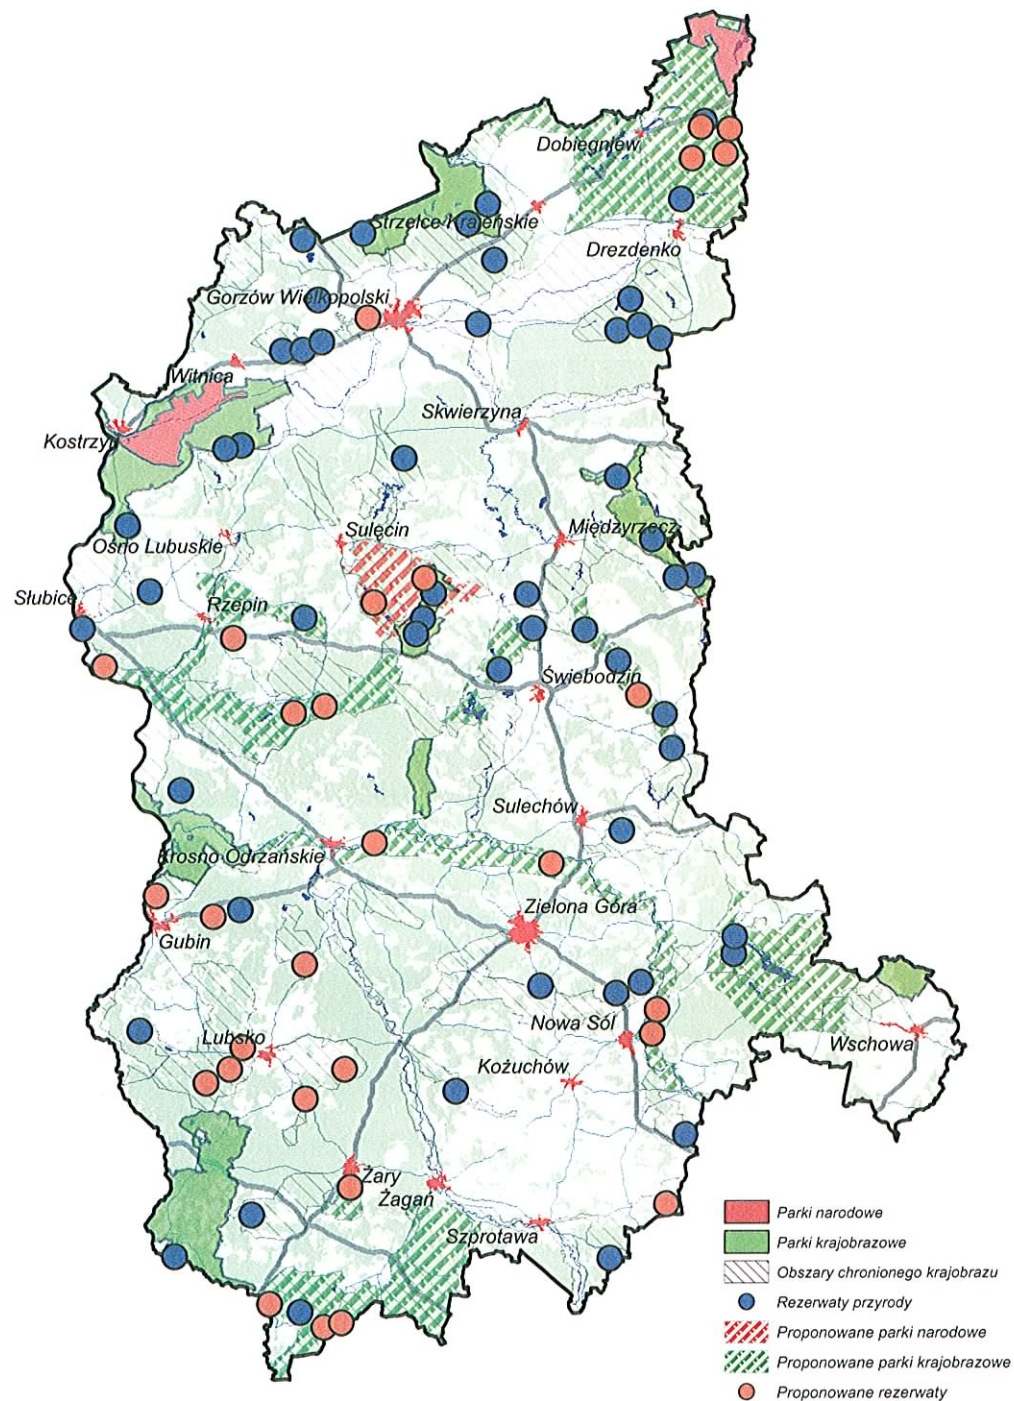 Dobiegniew
Strzelce Krajeńskie
Drezdenko
Gorzów Wielkopolski
Witnica
Skwierzyna
Kostrzyn
Sulęcin
Międzyrzecz
Ośno Lubuskie
Słubice
Rzepin
Świebodzin
Sulechów
Krosno Odrzańskie
Zielona Góra
Gubin
Nowa Sól
Lubsko
Wschowa
Kożuchów
Żary
Żagań
Szprotawa
Parki narodowe
Parki krajobrazowe
Obszary chronionego krajobrazu
Rezerwaty przyrody
Proponowane parki narodowe
Proponowane parki krajobrazowe
Proponowane rezerwaty